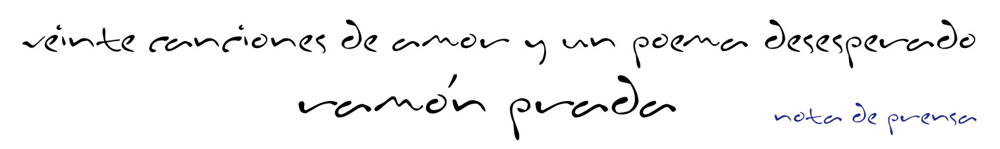 veinte canciones de amor y un poema desesperado
ramón prada
nota de prensa